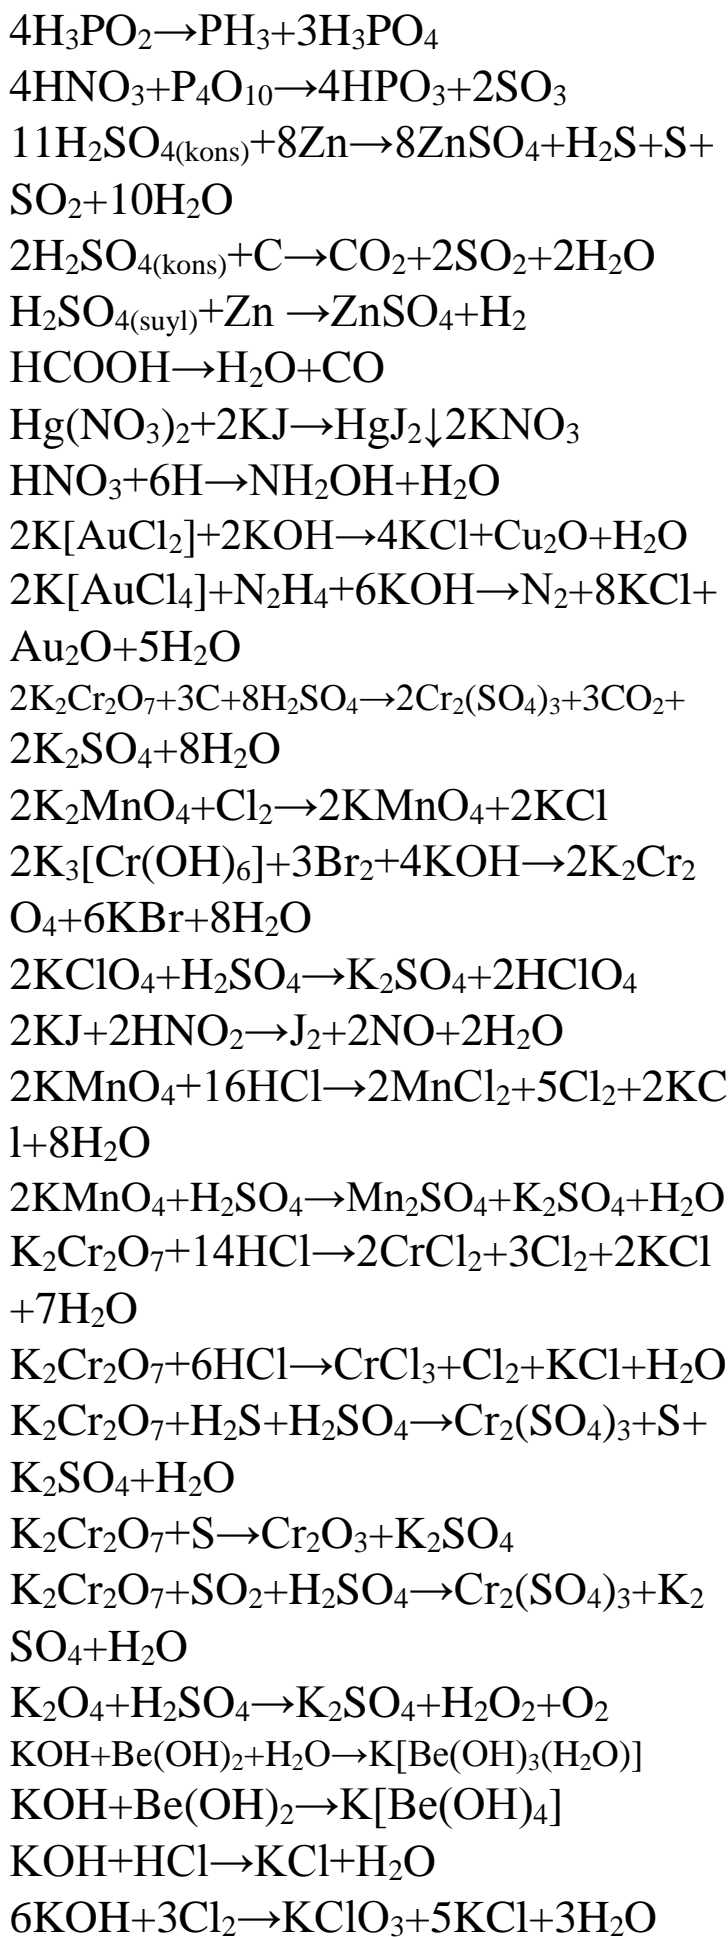 4H₃PO₂→PH₃+3H₃PO₄
4HNO₃+P₄O₁₀→4HPO₃+2SO₃
11H₂SO₄₍kons₎+8Zn→8ZnSO₄+H₂S+S+
SO₂+10H₂O
2H₂SO₄₍kons₎+C→CO₂+2SO₂+2H₂O
H₂SO₄₍suyl₎+Zn →ZnSO₄+H₂
HCOOH→H₂O+CO
Hg(NO₃)₂+2KJ→HgJ₂↓2KNO₃
HNO₃+6H→NH₂OH+H₂O
2K[AuCl₂]+2KOH→4KCl+Cu₂O+H₂O
2K[AuCl₄]+N₂H₄+6KOH→N₂+8KCl+
Au₂O+5H₂O
2K₂Cr₂O₇+3C+8H₂SO₄→2Cr₂(SO₄)₃+3CO₂+
2K₂SO₄+8H₂O
2K₂MnO₄+Cl₂→2KMnO₄+2KCl
2K₃[Cr(OH)₆]+3Br₂+4KOH→2K₂Cr₂
O₄+6KBr+8H₂O
2KClO₄+H₂SO₄→K₂SO₄+2HClO₄
2KJ+2HNO₂→J₂+2NO+2H₂O
2KMnO₄+16HCl→2MnCl₂+5Cl₂+2KC
l+8H₂O
2KMnO₄+H₂SO₄→Mn₂SO₄+K₂SO₄+H₂O
K₂Cr₂O₇+14HCl→2CrCl₂+3Cl₂+2KCl
+7H₂O
K₂Cr₂O₇+6HCl→CrCl₃+Cl₂+KCl+H₂O
K₂Cr₂O₇+H₂S+H₂SO₄→Cr₂(SO₄)₃+S+
K₂SO₄+H₂O
K₂Cr₂O₇+S→Cr₂O₃+K₂SO₄
K₂Cr₂O₇+SO₂+H₂SO₄→Cr₂(SO₄)₃+K₂
SO₄+H₂O
K₂O₄+H₂SO₄→K₂SO₄+H₂O₂+O₂
KOH+Be(OH)₂+H₂O→K[Be(OH)₃(H₂O)]
KOH+Be(OH)₂→K[Be(OH)₄]
KOH+HCl→KCl+H₂O
6KOH+3Cl₂→KClO₃+5KCl+3H₂O